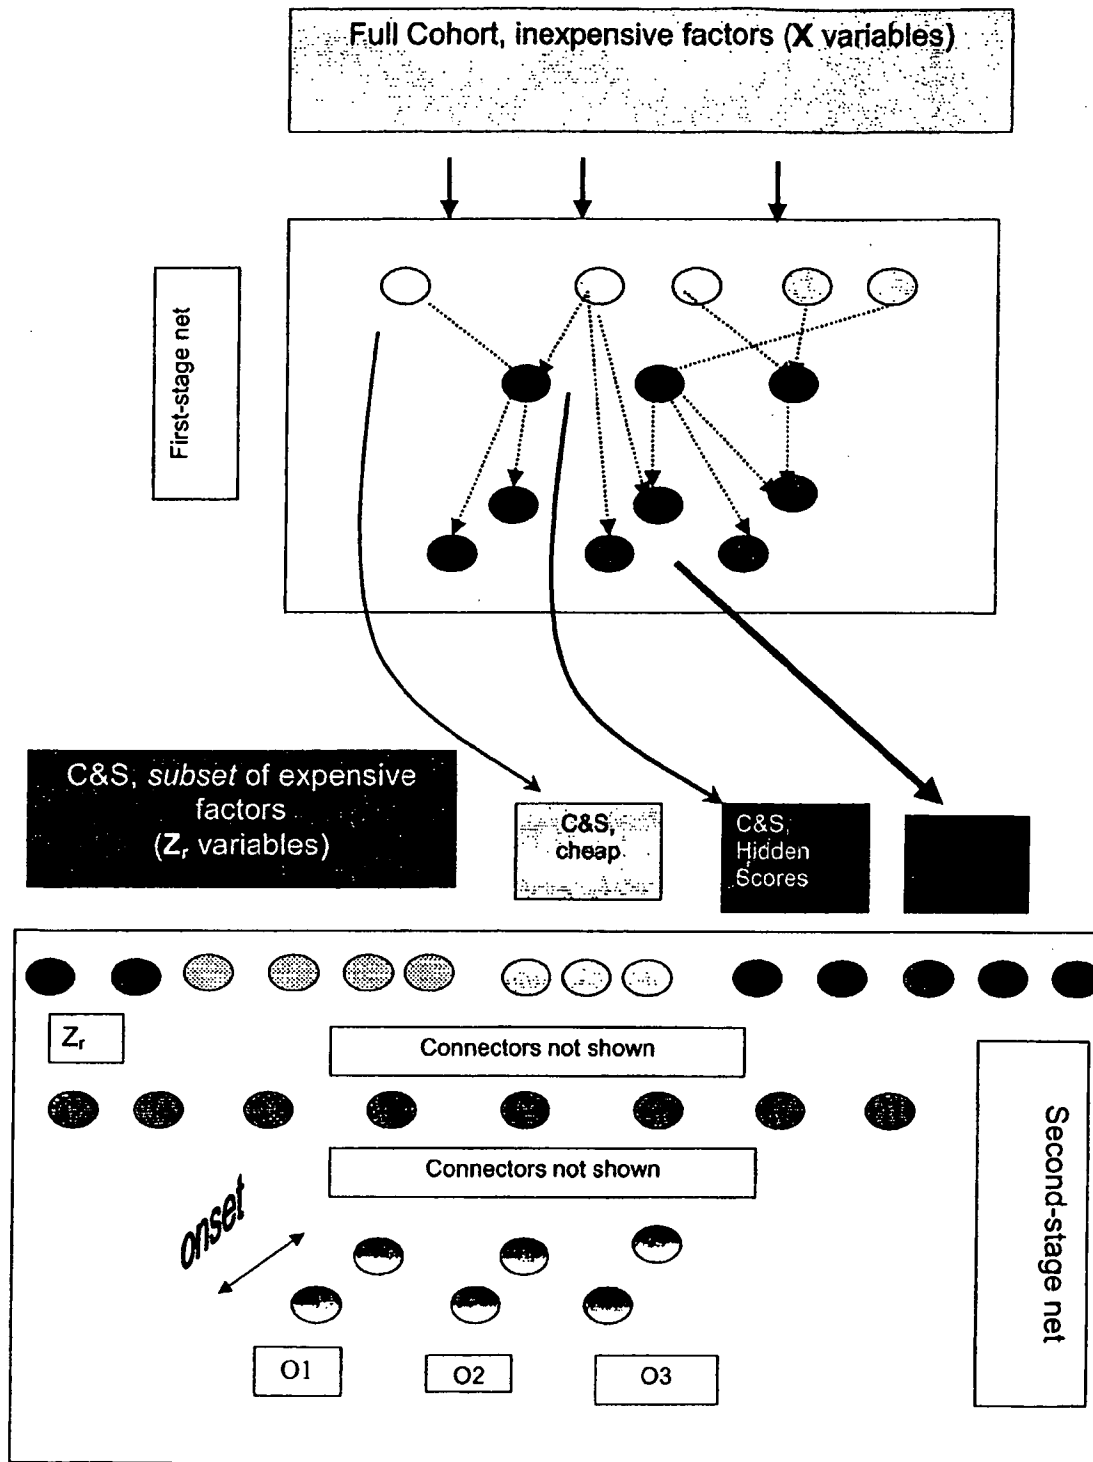 Full Cohort, inexpensive factors (X variables)
First-stage net
C&S, subset of expensive
factors
(Zr variables)
C&S,
cheap
C&S,
Hidden
Scores
Zr
Connectors not shown
Connectors not shown
onset
Second-stage net
O1
O2
O3